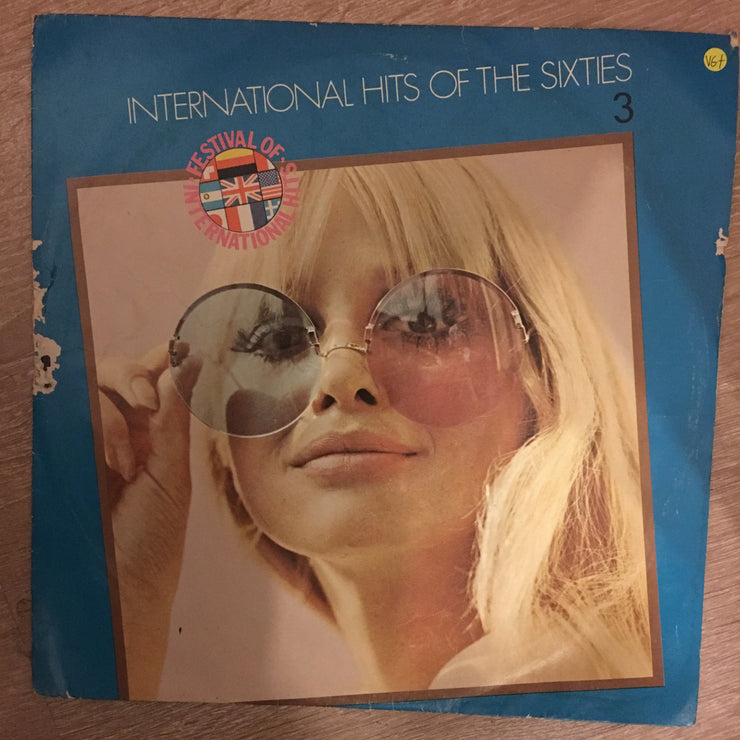 INTERNATIONAL HITS OF THE SIXTIES
3
FESTIVAL OF
INTERNATIONAL HITS
VG+